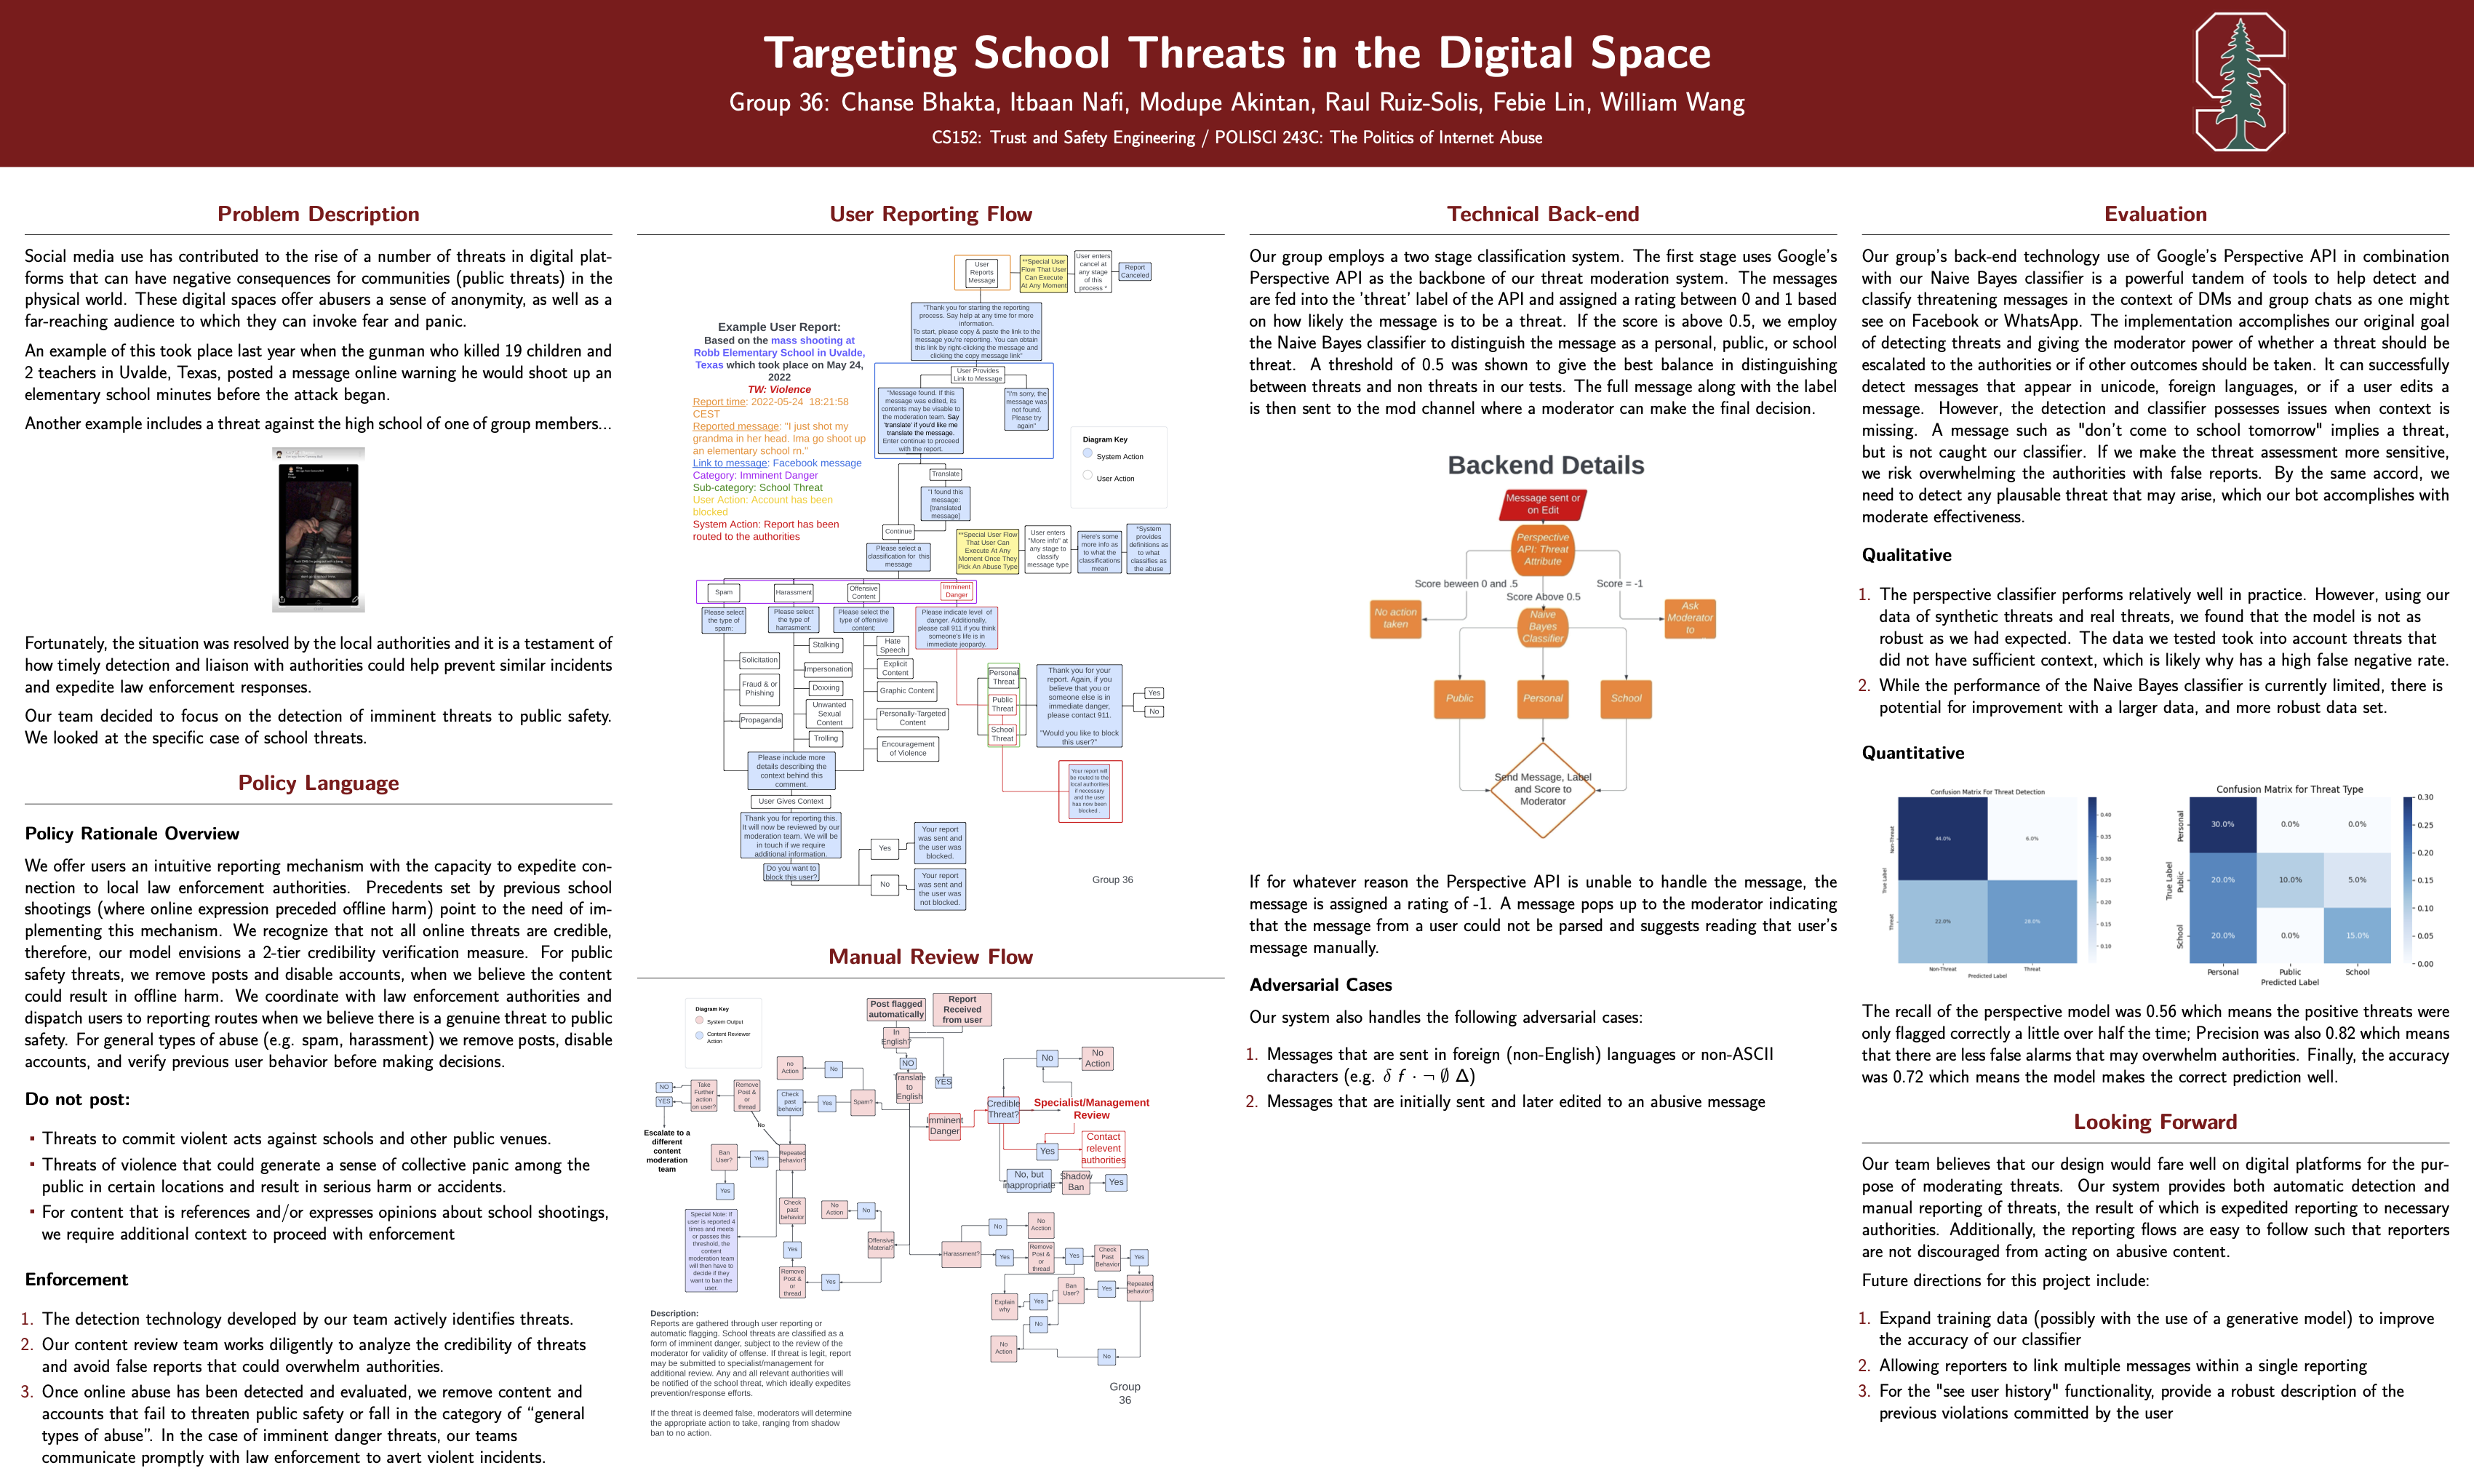 Targeting School Threats in the Digital Space
Group 36: Chanse Bhakta, Itbaan Nafi, Modupe Akintan, Raul Ruiz-Solis, Febie Lin, William Wang
CS152: Trust and Safety Engineering / POLISCI 243C: The Politics of Internet Abuse
Problem Description
Social media use has contributed to the rise of a number of threats in digital plat-
forms that can have negative consequences for communities (public threats) in the
physical world. These digital spaces offer abusers a sense of anonymity, as well as a
far-reaching audience to which they can invoke fear and panic.
An example of this took place last year when the gunman who killed 19 children and
2 teachers in Uvalde, Texas, posted a message online warning he would shoot up an
elementary school minutes before the attack began.
Another example includes a threat against the high school of one of group members...
Fortunately, the situation was resolved by the local authorities and it is a testament of
how timely detection and liaison with authorities could help prevent similar incidents
and expedite law enforcement responses.
Our team decided to focus on the detection of imminent threats to public safety.
We looked at the specific case of school threats.
Policy Language
Policy Rationale Overview
We offer users an intuitive reporting mechanism with the capacity to expedite con-
nection to local law enforcement authorities. Precedents set by previous school
shootings (where online expression preceded offline harm) point to the need of im-
plementing this mechanism. We recognize that not all online threats are credible,
therefore, our model envisions a 2-tier credibility verification measure. For public
safety threats, we remove posts and disable accounts, when we believe the content
could result in offline harm. We coordinate with law enforcement authorities and
dispatch users to reporting routes when we believe there is a genuine threat to public
safety. For general types of abuse (e.g. spam, harassment) we remove posts, disable
accounts, and verify previous user behavior before making decisions.
Do not post:
▪ Threats to commit violent acts against schools and other public venues.
▪ Threats of violence that could generate a sense of collective panic among the
public in certain locations and result in serious harm or accidents.
▪ For content that is references and/or expresses opinions about school shootings,
we require additional context to proceed with enforcement
Enforcement
1. The detection technology developed by our team actively identifies threats.
2. Our content review team works diligently to analyze the credibility of threats
and avoid false reports that could overwhelm authorities.
3. Once online abuse has been detected and evaluated, we remove content and
accounts that fail to threaten public safety or fall in the category of “general
types of abuse”. In the case of imminent danger threats, our teams
communicate promptly with law enforcement to avert violent incidents.
User Reporting Flow
User
Reports
Message
**Special User
Flow That User
Can Execute
At Any Moment
User enters
cancel at
any stage
of this
process *
Report
Canceled
"Thank you for starting the reporting
process. Say help at any time for more
information.
To start, please copy & paste the link to the
message you're reporting. You can obtain
this link by right-clicking the message and
clicking the copy message link"
Example User Report:
Based on the mass shooting at
Robb Elementary School in Uvalde,
Texas which took place on May 24,
2022
TW: Violence
Report time: 2022-05-24 18:21:58
CEST
Reported message: "I just shot my
grandma in her head. Ima go shoot up
an elementary school rn."
Link to message: Facebook message
Category: Imminent Danger
Sub-category: School Threat
User Action: Account has been
blocked
System Action: Report has been
routed to the authorities
User Provides
Link to Message
"Message found. If this
message was edited, its
contents may be visable to
the moderation team. Say
'translate' if you'd like me
translate the message.
Enter continue to proceed
with the report.
"I'm sorry, the
message was
not found.
Please try
again"
Diagram Key
System Action
User Action
Translate
"I found this
message:
[translated
message]
Continue
Please select a
classification for this
message
**Special User Flow
That User Can
Execute At Any
Moment Once They
Pick An Abuse Type
User enters
"More info" at
any stage to
classify
message type
Here's some
more info as
to what the
classifications
mean
*System
provides
definitions as
to what
classifies as
the abuse
Spam
Harassment
Offensive
Content
Imminent
Danger
Please select
the type of
spam:
Please select
the type of
harrasment:
Please select the
type of offensive
content:
Please indicate level of
danger. Additionally,
please call 911 if you think
someone's life is in
immediate jeopardy.
Solicitation
Fraud & or
Phishing
Propaganda
Stalking
Impersonation
Doxxing
Unwanted
Sexual
Content
Trolling
Hate
Speech
Explicit
Content
Graphic Content
Personally-Targeted
Content
Encouragement
of Violence
Personal
Threat
Public
Threat
School
Threat
Thank you for your
report. Again, if you
believe that you or
someone else is in
immediate danger,
please contact 911.
"Would you like to block
this user?"
Yes
No
Please include more
details describing the
context behind this
comment.
Your report will
be routed to the
local authorities
if necessary
and the user
has now been
blocked .
User Gives Context
Thank you for reporting this.
It will now be reviewed by our
moderation team. We will be
in touch if we require
additional information.
Do you want to
block this user?
Yes
Your report
was sent and
the user was
blocked.
No
Your report
was sent and
the user was
not blocked.
Group 36
Manual Review Flow
Diagram Key
System Output
Content Reviewer
Action
Post flagged
automatically
Report
Received
from user
In
English?
NO
YES
Translate
to
English
no
Action
No
Spam?
Yes
Check
past
behavior
Remove
Post &
or
thread
Take
Further
action
on user?
NO
YES
Escalate to a
different
content
moderation
team
No
Repeated
behavior?
Yes
Ban
User?
Yes
Check
past
behavior
Yes
Remove
Post &
or
thread
Yes
No
Action
No
Offensive
Material?
Special Note: If
user is reported 4
times and meets
or passes this
threshold, the
content
moderation team
will then have to
decide if they
want to ban the
user.
Imminent
Danger
Credible
Threat?
No
No
Action
Specialist/Management
Review
Yes
Contact
relevent
authorities
No, but
inappropriate
Shadow
Ban
Yes
Harassment?
No
No
Acction
Yes
Remove
Post &
or
thread
Yes
Check
Past
Behavior
Yes
Repeated
behavior?
Yes
Ban
User?
Yes
Explain
why
No
No
Action
No
Description:
Reports are gathered through user reporting or
automatic flagging. School threats are classified as a
form of imminent danger, subject to the review of the
moderator for validity of offense. If threat is legit, report
may be submitted to specialist/management for
additional review. Any and all relevant authorities will
be notified of the school threat, which ideally expedites
prevention/response efforts.
If the threat is deemed false, moderators will determine
the appropriate action to take, ranging from shadow
ban to no action.
Group
36
Technical Back-end
Our group employs a two stage classification system. The first stage uses Google's
Perspective API as the backbone of our threat moderation system. The messages
are fed into the 'threat' label of the API and assigned a rating between 0 and 1 based
on how likely the message is to be a threat. If the score is above 0.5, we employ
the Naive Bayes classifier to distinguish the message as a personal, public, or school
threat. A threshold of 0.5 was shown to give the best balance in distinguishing
between threats and non threats in our tests. The full message along with the label
is then sent to the mod channel where a moderator can make the final decision.
Backend Details
Message sent or
on Edit
Perspective
API: Threat
Attribute
Score beween 0 and .5
Score Above 0.5
Score = -1
No action
taken
Naive
Bayes
Classifier
Ask
Moderator
to
Public
Personal
School
Send Message, Label
and Score to
Moderator
If for whatever reason the Perspective API is unable to handle the message, the
message is assigned a rating of -1. A message pops up to the moderator indicating
that the message from a user could not be parsed and suggests reading that user's
message manually.
Adversarial Cases
Our system also handles the following adversarial cases:
1. Messages that are sent in foreign (non-English) languages or non-ASCII
characters (e.g. δ f · ¬ ∅ Δ)
2. Messages that are initially sent and later edited to an abusive message
Evaluation
Our group's back-end technology use of Google's Perspective API in combination
with our Naive Bayes classifier is a powerful tandem of tools to help detect and
classify threatening messages in the context of DMs and group chats as one might
see on Facebook or WhatsApp. The implementation accomplishes our original goal
of detecting threats and giving the moderator power of whether a threat should be
escalated to the authorities or if other outcomes should be taken. It can successfully
detect messages that appear in unicode, foreign languages, or if a user edits a
message. However, the detection and classifier possesses issues when context is
missing. A message such as "don't come to school tomorrow" implies a threat,
but is not caught our classifier. If we make the threat assessment more sensitive,
we risk overwhelming the authorities with false reports. By the same accord, we
need to detect any plausable threat that may arise, which our bot accomplishes with
moderate effectiveness.
Qualitative
1. The perspective classifier performs relatively well in practice. However, using our
data of synthetic threats and real threats, we found that the model is not as
robust as we had expected. The data we tested took into account threats that
did not have sufficient context, which is likely why has a high false negative rate.
2. While the performance of the Naive Bayes classifier is currently limited, there is
potential for improvement with a larger data, and more robust data set.
Quantitative
Confusion Matrix For Threat Detection
True Label
Non-Threat
Threat
44.0%
6.0%
22.0%
28.0%
Non-Threat
Threat
Predicted Label
0.40
0.35
0.30
0.25
0.20
0.15
0.10
Confusion Matrix for Threat Type
True Label
Personal
Public
School
30.0%
0.0%
0.0%
20.0%
10.0%
5.0%
20.0%
0.0%
15.0%
Personal
Public
School
Predicted Label
0.30
0.25
0.20
0.15
0.10
0.05
0.00
The recall of the perspective model was 0.56 which means the positive threats were
only flagged correctly a little over half the time; Precision was also 0.82 which means
that there are less false alarms that may overwhelm authorities. Finally, the accuracy
was 0.72 which means the model makes the correct prediction well.
Looking Forward
Our team believes that our design would fare well on digital platforms for the pur-
pose of moderating threats. Our system provides both automatic detection and
manual reporting of threats, the result of which is expedited reporting to necessary
authorities. Additionally, the reporting flows are easy to follow such that reporters
are not discouraged from acting on abusive content.
Future directions for this project include:
1. Expand training data (possibly with the use of a generative model) to improve
the accuracy of our classifier
2. Allowing reporters to link multiple messages within a single reporting
3. For the "see user history" functionality, provide a robust description of the
previous violations committed by the user